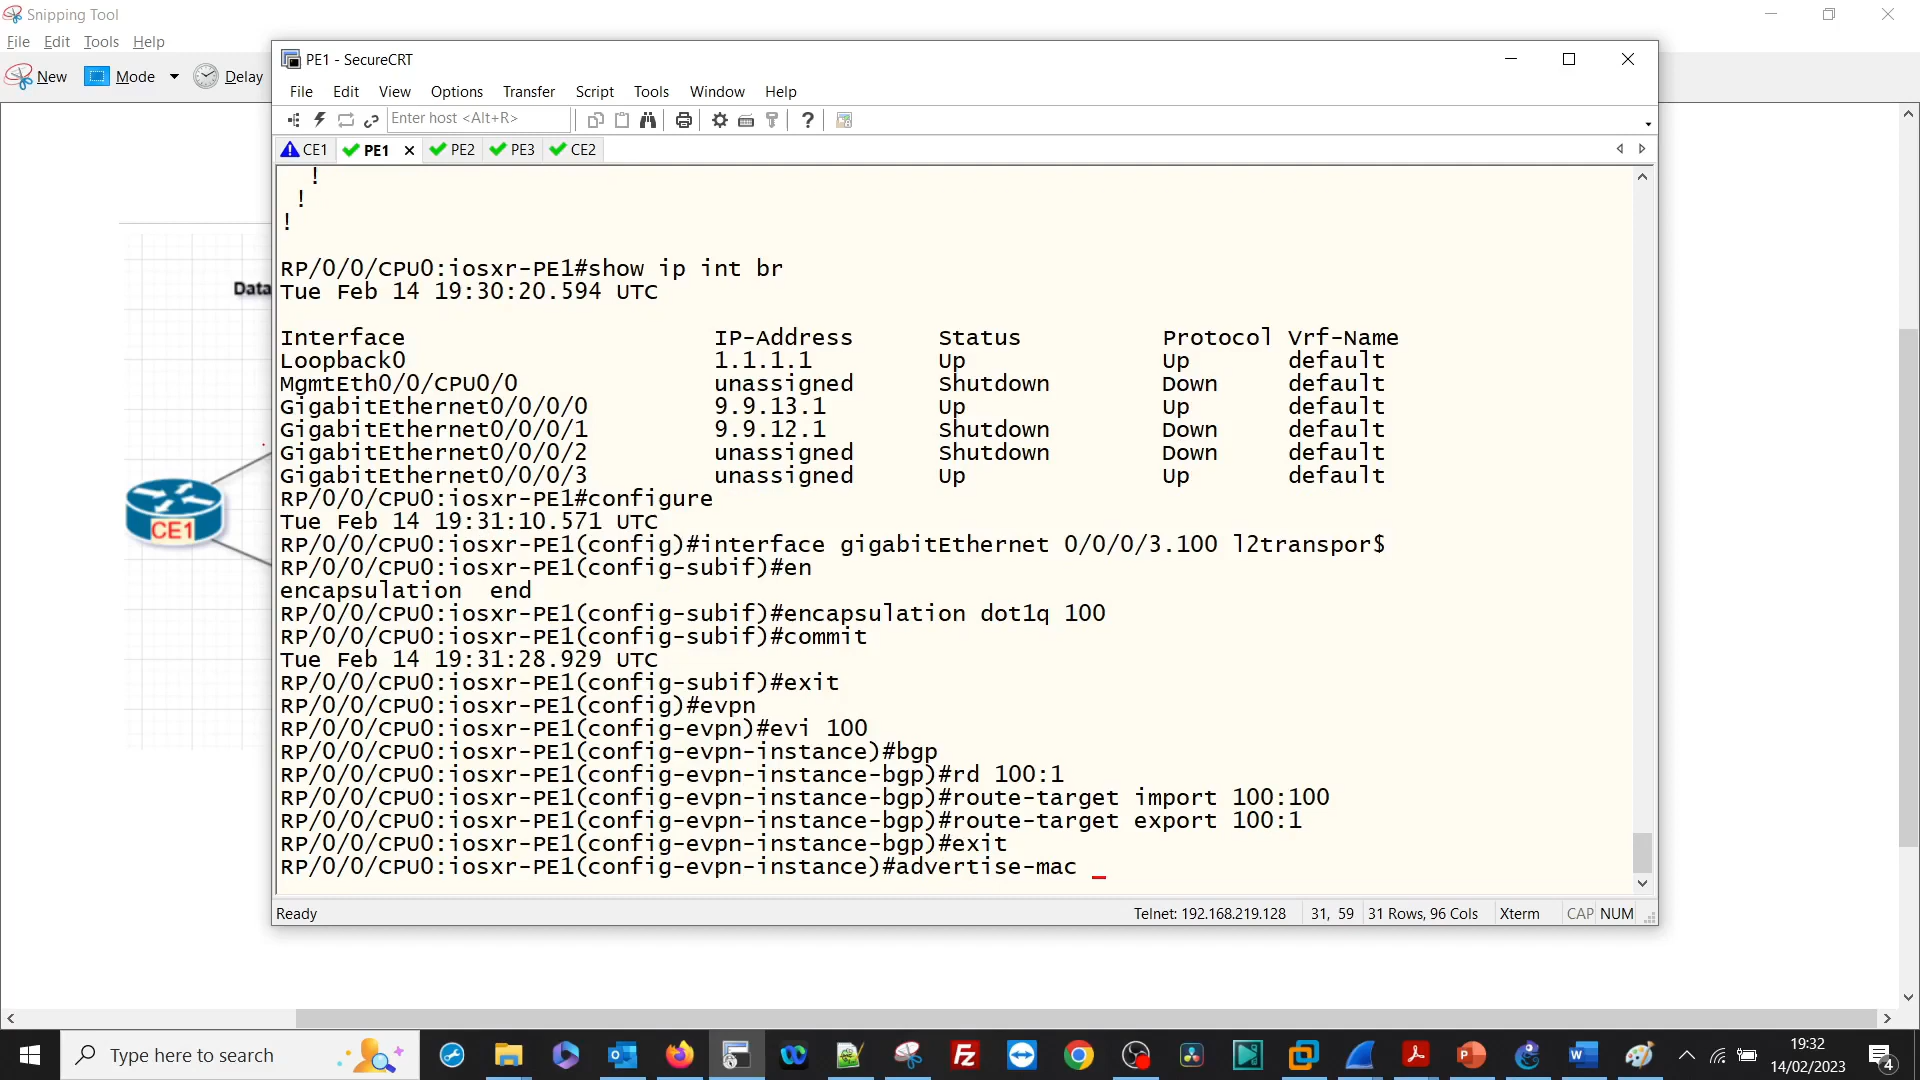 Snipping Tool
File Edit Tools Help
New Mode Delay
PE1 - SecureCRT
File Edit View Options Transfer Script Tools Window Help
Enter host <Alt+R>
CE1 PE1 PE2 PE3 CE2
!
!
!
RP/0/0/CPU0:iosxr-PE1#show ip int br
Tue Feb 14 19:30:20.594 UTC
Interface IP-Address Status Protocol Vrf-Name
Loopback0 1.1.1.1 Up Up default
MgmtEth0/0/CPU0/0 unassigned Shutdown Down default
GigabitEthernet0/0/0/0 9.9.13.1 Up Up default
GigabitEthernet0/0/0/1 9.9.12.1 Shutdown Down default
GigabitEthernet0/0/0/2 unassigned Shutdown Down default
GigabitEthernet0/0/0/3 unassigned Up Up default
RP/0/0/CPU0:iosxr-PE1#configure
Tue Feb 14 19:31:10.571 UTC
RP/0/0/CPU0:iosxr-PE1(config)#interface gigabitEthernet 0/0/0/3.100 l2transpor$
RP/0/0/CPU0:iosxr-PE1(config-subif)#en
encapsulation end
RP/0/0/CPU0:iosxr-PE1(config-subif)#encapsulation dot1q 100
RP/0/0/CPU0:iosxr-PE1(config-subif)#commit
Tue Feb 14 19:31:28.929 UTC
RP/0/0/CPU0:iosxr-PE1(config-subif)#exit
RP/0/0/CPU0:iosxr-PE1(config)#evpn
RP/0/0/CPU0:iosxr-PE1(config-evpn)#evi 100
RP/0/0/CPU0:iosxr-PE1(config-evpn-instance)#bgp
RP/0/0/CPU0:iosxr-PE1(config-evpn-instance-bgp)#rd 100:1
RP/0/0/CPU0:iosxr-PE1(config-evpn-instance-bgp)#route-target import 100:100
RP/0/0/CPU0:iosxr-PE1(config-evpn-instance-bgp)#route-target export 100:1
RP/0/0/CPU0:iosxr-PE1(config-evpn-instance-bgp)#exit
RP/0/0/CPU0:iosxr-PE1(config-evpn-instance)#advertise-mac _
Data
CE1
Ready Telnet: 192.168.219.128 31, 59 31 Rows, 96 Cols Xterm CAP NUM
Type here to search
19:32
14/02/2023
4